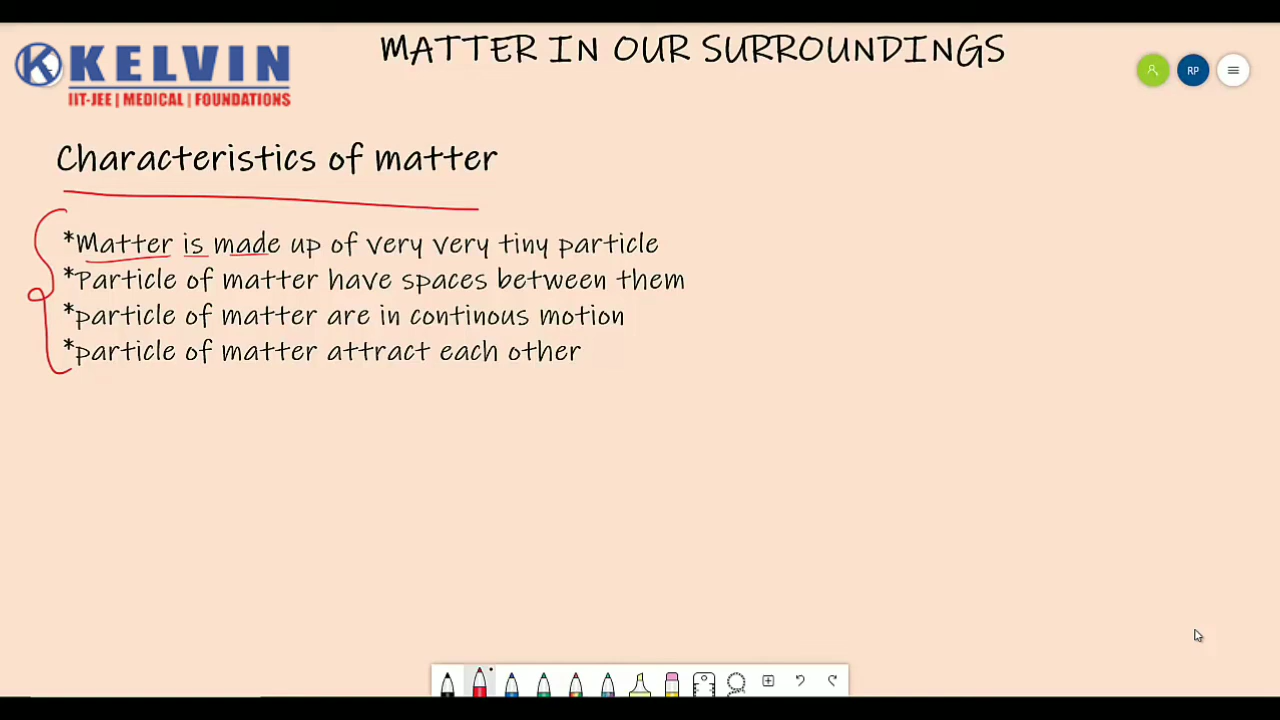 KELVIN
IIT-JEE | MEDICAL | FOUNDATIONS
MATTER IN OUR SURROUNDINGS
RP
Characteristics of matter
*Matter is made up of very very tiny particle
*Particle of matter have spaces between them
*particle of matter are in continous motion
*particle of matter attract each other